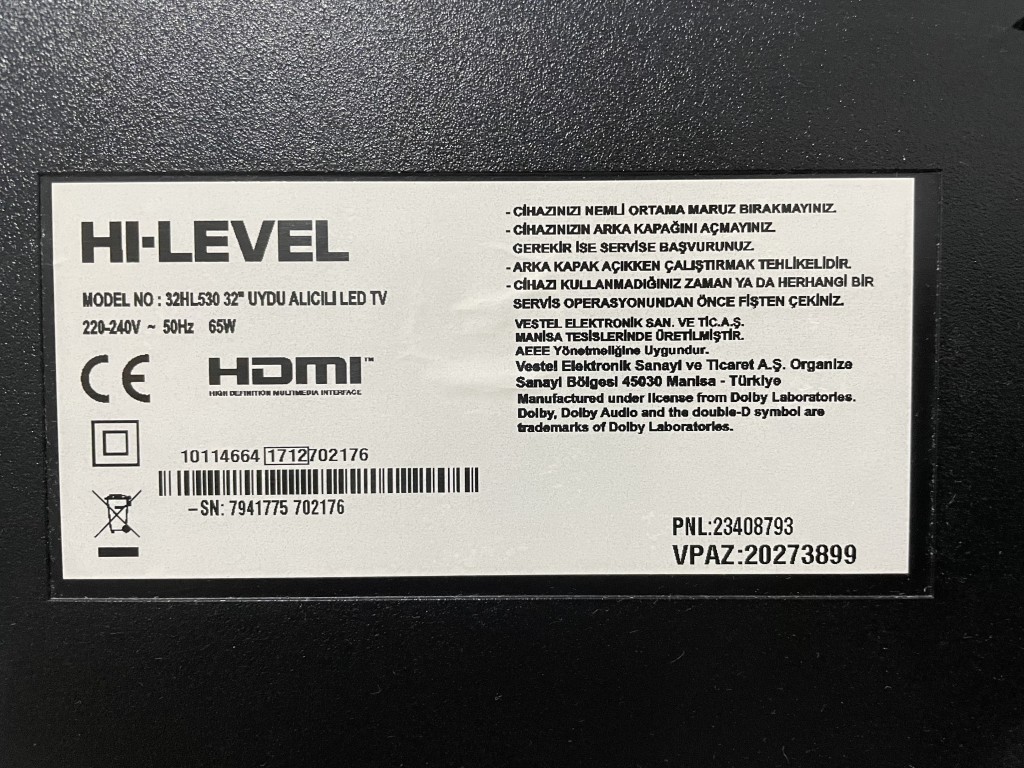 HI-LEVEL
MODEL NO : 32HL530 32" UYDU ALICILI LED TV
220-240V ~ 50Hz 65W
CE
HDMI™
HIGH DEFINITION MULTIMEDIA INTERFACE
10114664 1712702176
-SN: 7941775 702176
- CİHAZINIZI NEMLİ ORTAMA MARUZ BIRAKMAYINIZ.
- CİHAZINIZIN ARKA KAPAĞINI AÇMAYINIZ.
GEREKİR İSE SERVİSE BAŞVURUNUZ.
- ARKA KAPAK AÇIKKEN ÇALIŞTIRMAK TEHLİKELİDİR.
- CİHAZI KULLANMADIĞINIZ ZAMAN YA DA HERHANGİ BİR
SERVİS OPERASYONUNDAN ÖNCE FİŞTEN ÇEKİNİZ.
VESTEL ELEKTRONİK SAN. VE TİC.A.Ş.
MANİSA TESİSLERİNDE ÜRETİLMİŞTİR.
AEEE Yönetmeliğine Uygundur.
Vestel Elektronik Sanayi ve Ticaret A.Ş. Organize
Sanayi Bölgesi 45030 Manisa - Türkiye
Manufactured under license from Dolby Laboratories.
Dolby, Dolby Audio and the double-D symbol are
trademarks of Dolby Laboratories.
PNL:23408793
VPAZ:20273899